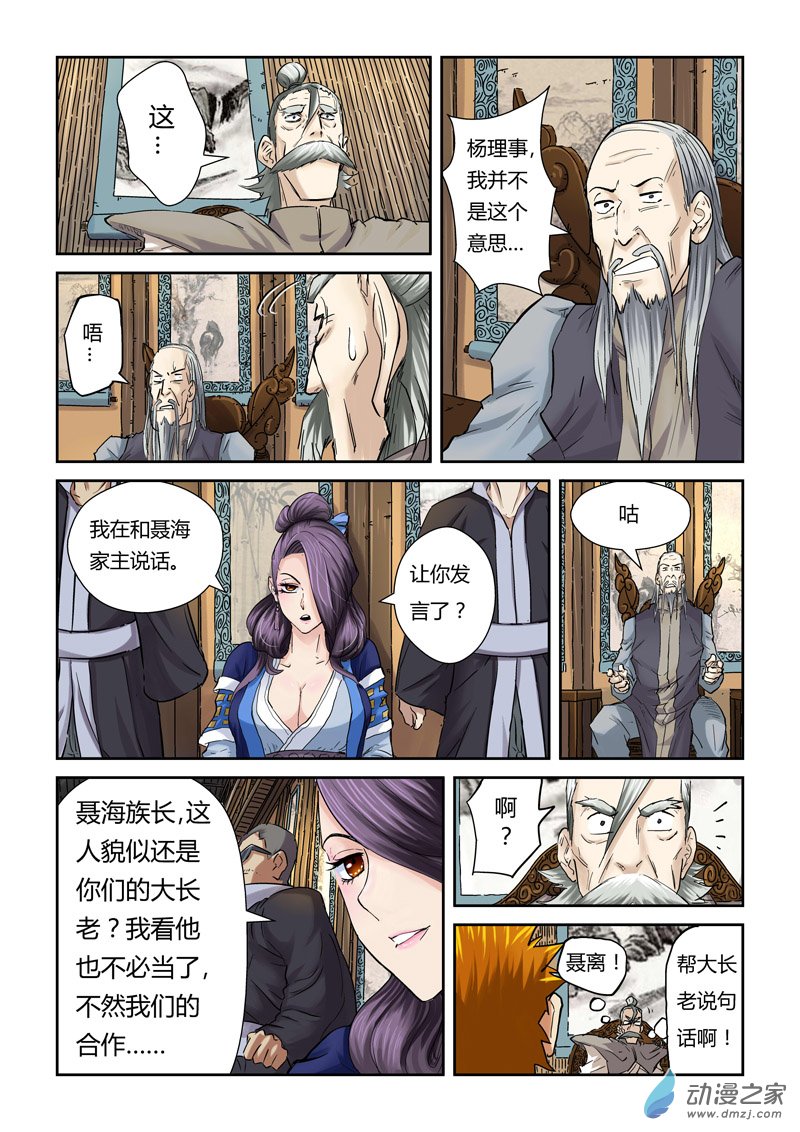 这
…
杨理事，
我并不
是这个
意思…
唔
…
我在和聂海
家主说话。
让你发
言了？
咕
聂海族长，这
人貌似还是
你们的大长
老？我看他
也不必当了，
不然我们的
合作……
啊
？
聂离！
帮大长
老说句
话啊！
动漫之家
www.dmzj.com